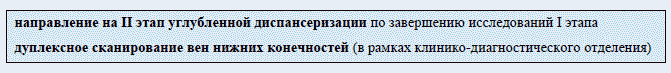 направление на II этап углубленной диспансеризации по завершению исследований I этапа
дуплексное сканирование вен нижних конечностей (в рамках клинико-диагностического отделения)